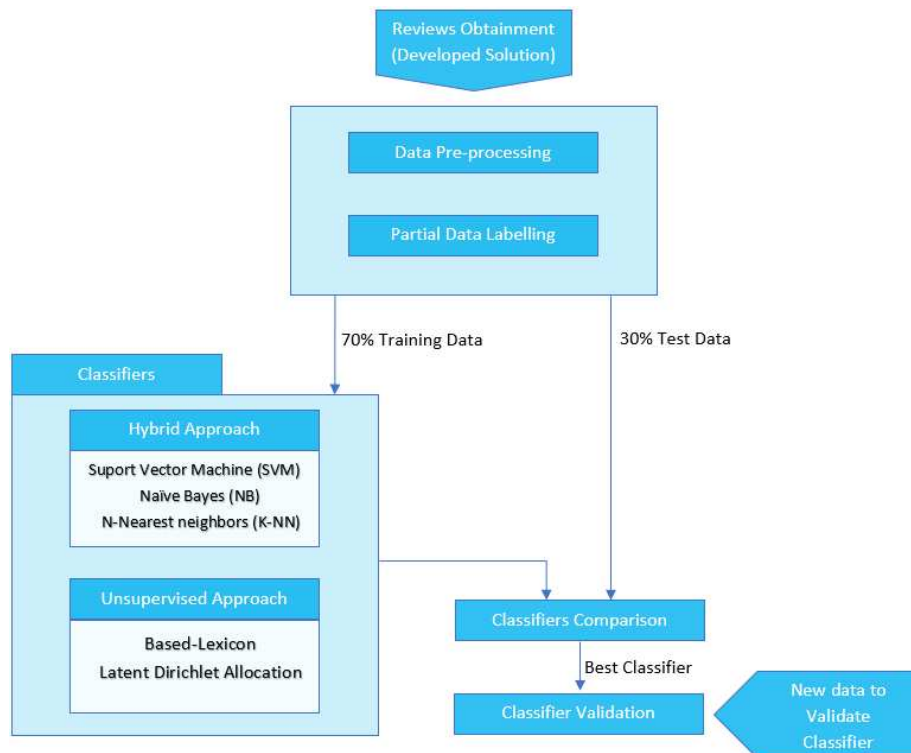 Reviews Obtainment
(Developed Solution)
Data Pre-processing
Partial Data Labelling
70% Training Data
30% Test Data
Classifiers
Hybrid Approach
Suport Vector Machine (SVM)
Naïve Bayes (NB)
N-Nearest neighbors (K-NN)
Unsupervised Approach
Based-Lexicon
Latent Dirichlet Allocation
Classifiers Comparison
Best Classifier
Classifier Validation
New data to
Validate
Classifier